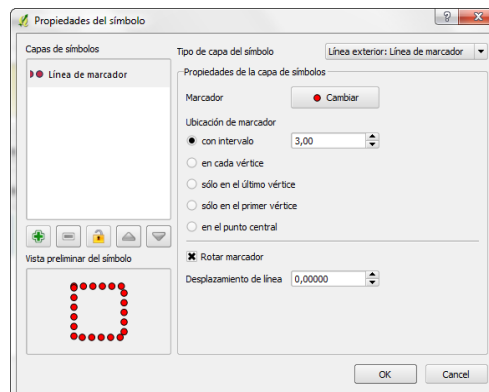 Propiedades del símbolo
Capas de símbolos
Línea de marcador
Vista preliminar del símbolo
Tipo de capa del símbolo
Línea exterior: Línea de marcador
Propiedades de la capa de símbolos
Marcador
Cambiar
Ubicación de marcador
con intervalo
3,00
en cada vértice
sólo en el último vértice
sólo en el primer vértice
en el punto central
Rotar marcador
Desplazamiento de línea
0,00000
OK
Cancel